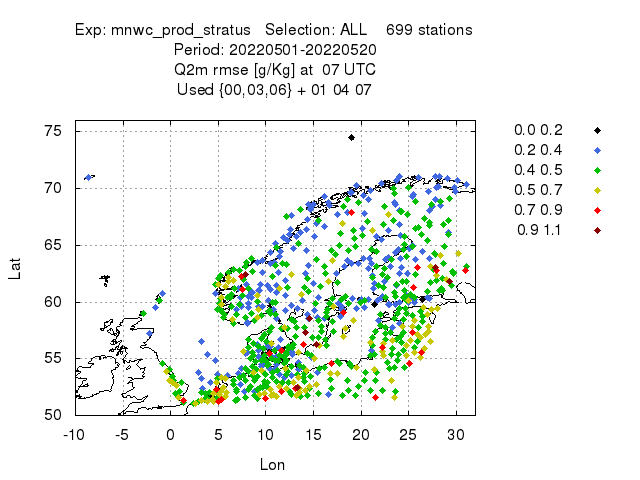 Exp: mnwc_prod_stratus   Selection: ALL    699 stations
Period: 20220501-20220520
Q2m rmse [g/Kg] at  07 UTC
Used {00,03,06} + 01 04 07
75
70
65
60
55
50
Lat
-10 -5 0 5 10 15 20 25 30
Lon
0.0 0.2
0.2 0.4
0.4 0.5
0.5 0.7
0.7 0.9
0.9 1.1